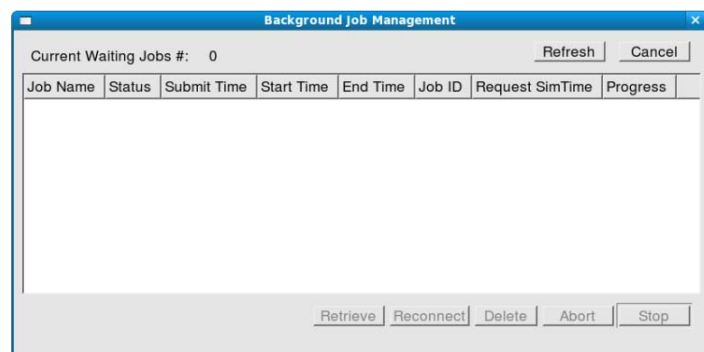 Background Job Management
Current Waiting Jobs #: 0 Refresh Cancel
Job Name Status Submit Time Start Time End Time Job ID Request SimTime Progress
Retrieve Reconnect Delete Abort Stop